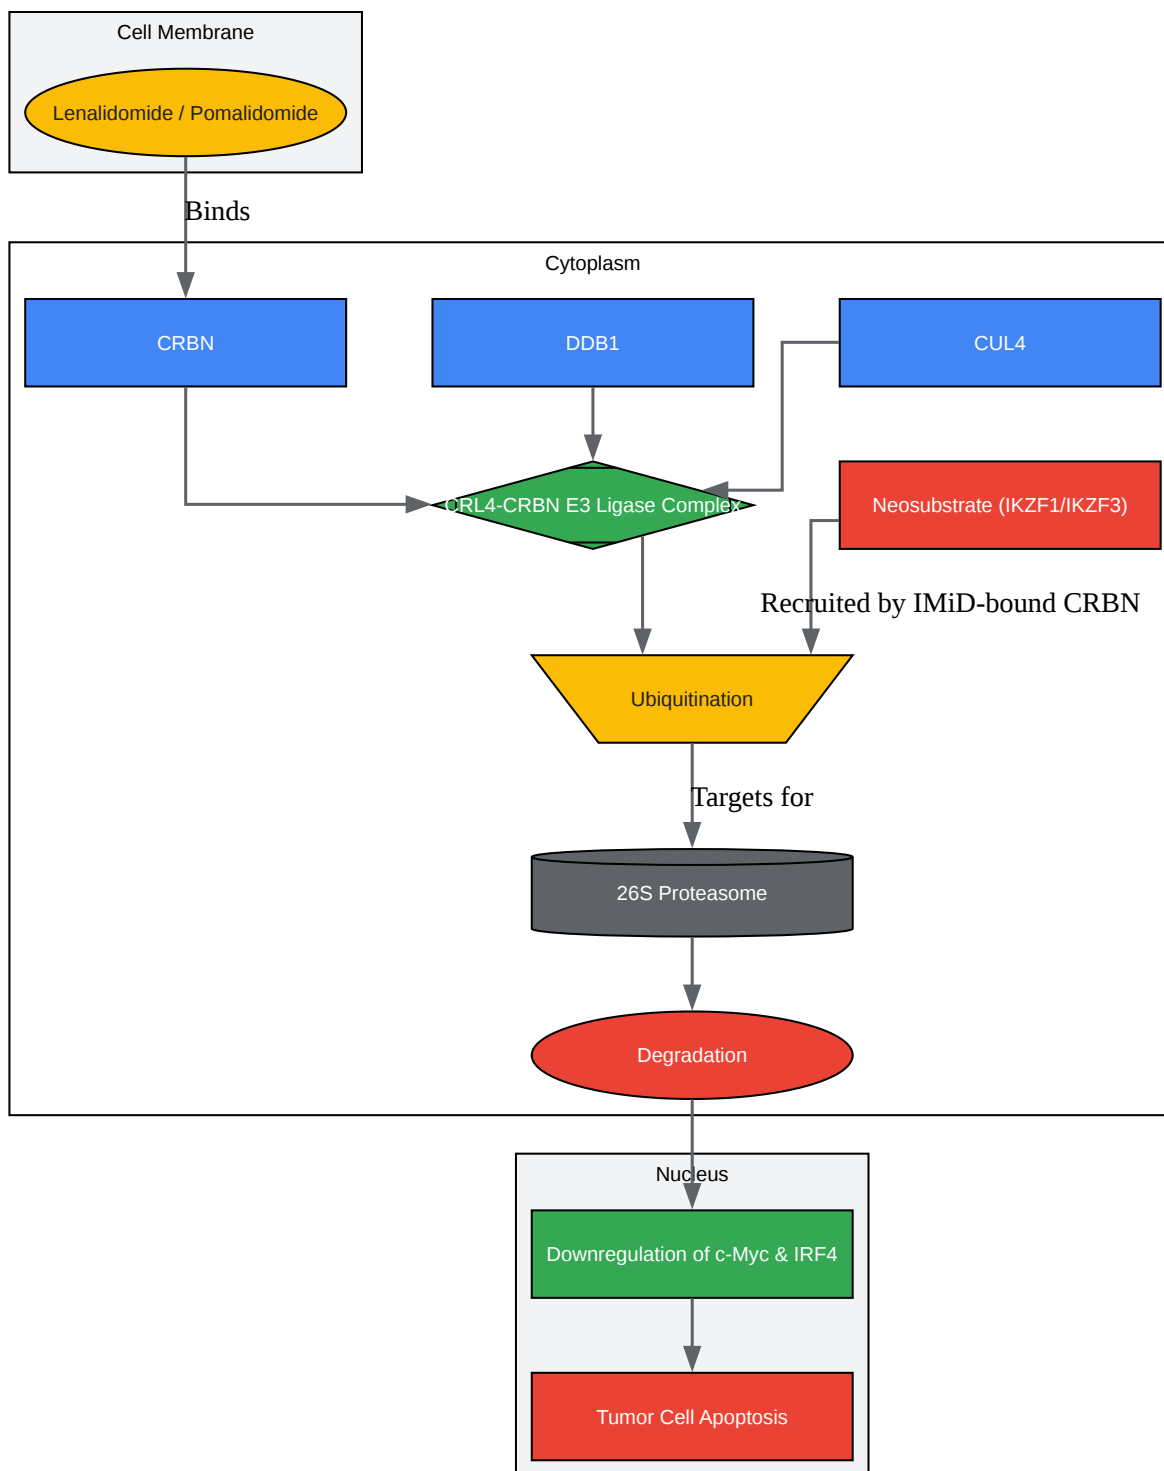 Cell Membrane
Lenalidomide / Pomalidomide
Binds
Cytoplasm
CRBN
DDB1
CUL4
CRL4-CRBN E3 Ligase Complex
Neosubstrate (IKZF1/IKZF3)
Recruited by IMiD-bound CRBN
Ubiquitination
Targets for
26S Proteasome
Degradation
Nucleus
Downregulation of c-Myc & IRF4
Tumor Cell Apoptosis